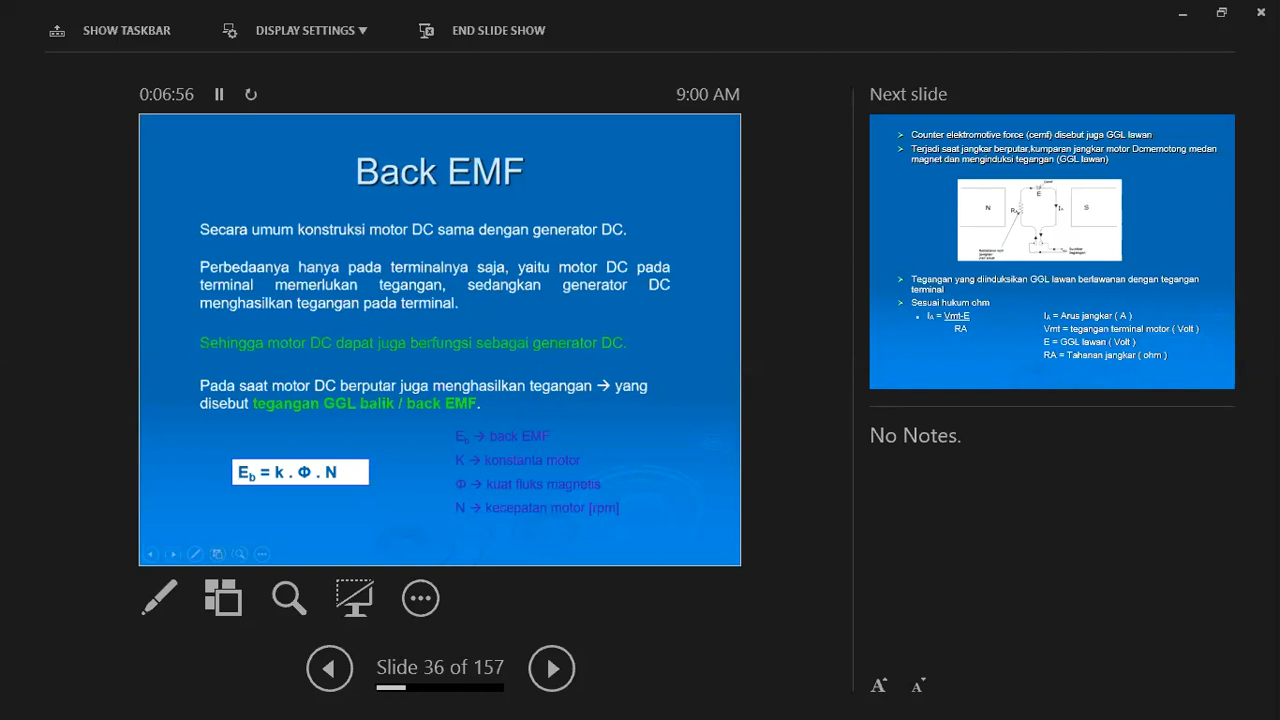 SHOW TASKBAR
DISPLAY SETTINGS ▼
END SLIDE SHOW
0:06:56
9:00 AM
Back EMF
Secara umum konstruksi motor DC sama dengan generator DC.
Perbedaanya hanya pada terminalnya saja, yaitu motor DC pada
terminal memerlukan tegangan, sedangkan generator DC
menghasilkan tegangan pada terminal.
Sehingga motor DC dapat juga berfungsi sebagai generator DC.
Pada saat motor DC berputar juga menghasilkan tegangan → yang
disebut tegangan GGL balik / back EMF.
Eb = k . Φ . N
Eb → back EMF
K → konstanta motor
Φ → kuat fluks magnetis
N → kecepatan motor [rpm]
Slide 36 of 157
Next slide
Counter elektromotive force (cemf) disebut juga GGL lawan
Terjadi saat jangkar berputar,kumparan jengkar motor Dcmemotong medan
magnet dan menginduksi tegangan (GGL lawan)
N
E
RA
IA
S
Tegangan yang diinduksikan GGL lawan berlawanan dengan tegangan
terminal
Sesuai hukum ohm
IA = Vmt-E
RA
IA = Arus jangkar ( A )
Vmt = tegangan terminal motor ( Volt )
E = GGL lawan ( Volt )
RA = Tahanan jangkar ( ohm )
No Notes.
A A